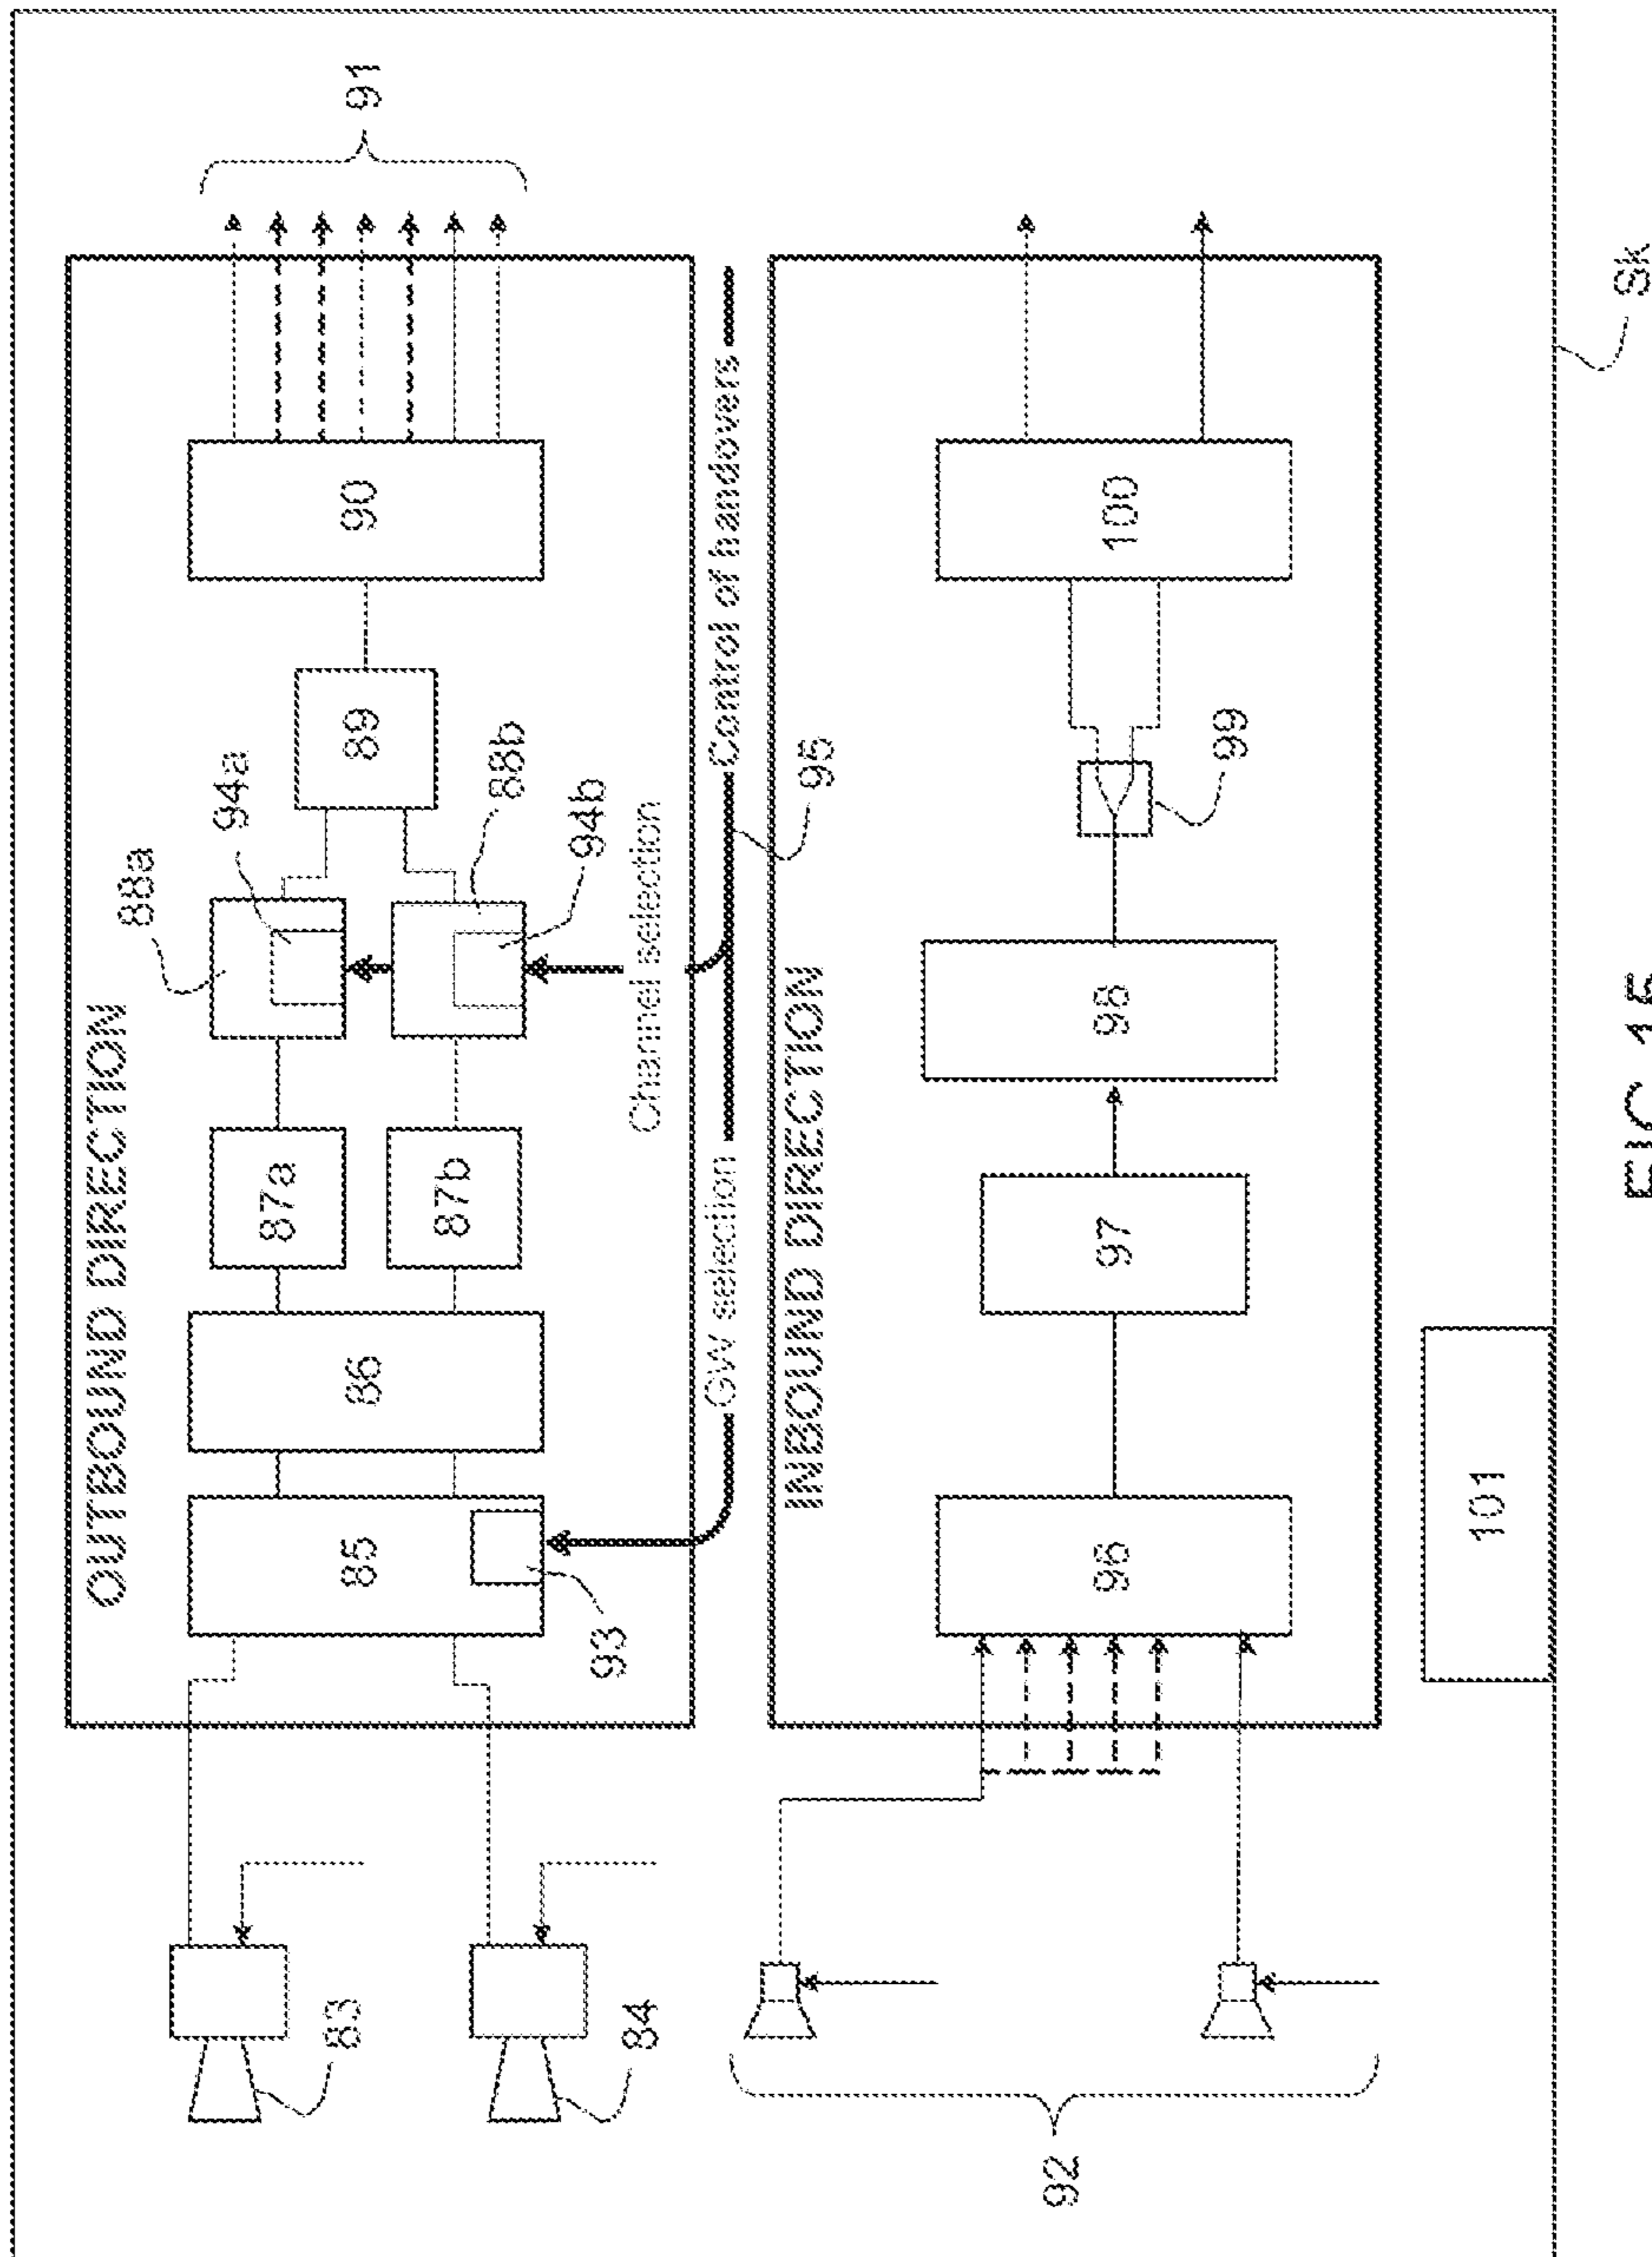 OUTBOUND DIRECTION
83
84
85
93
86
87a
87b
88a
94a
88b
94b
89
90
91
Channel selection
GW selection
Control of handovers
95
INBOUND DIRECTION
92
96
97
98
99
100
101
Sk
FIG. 15